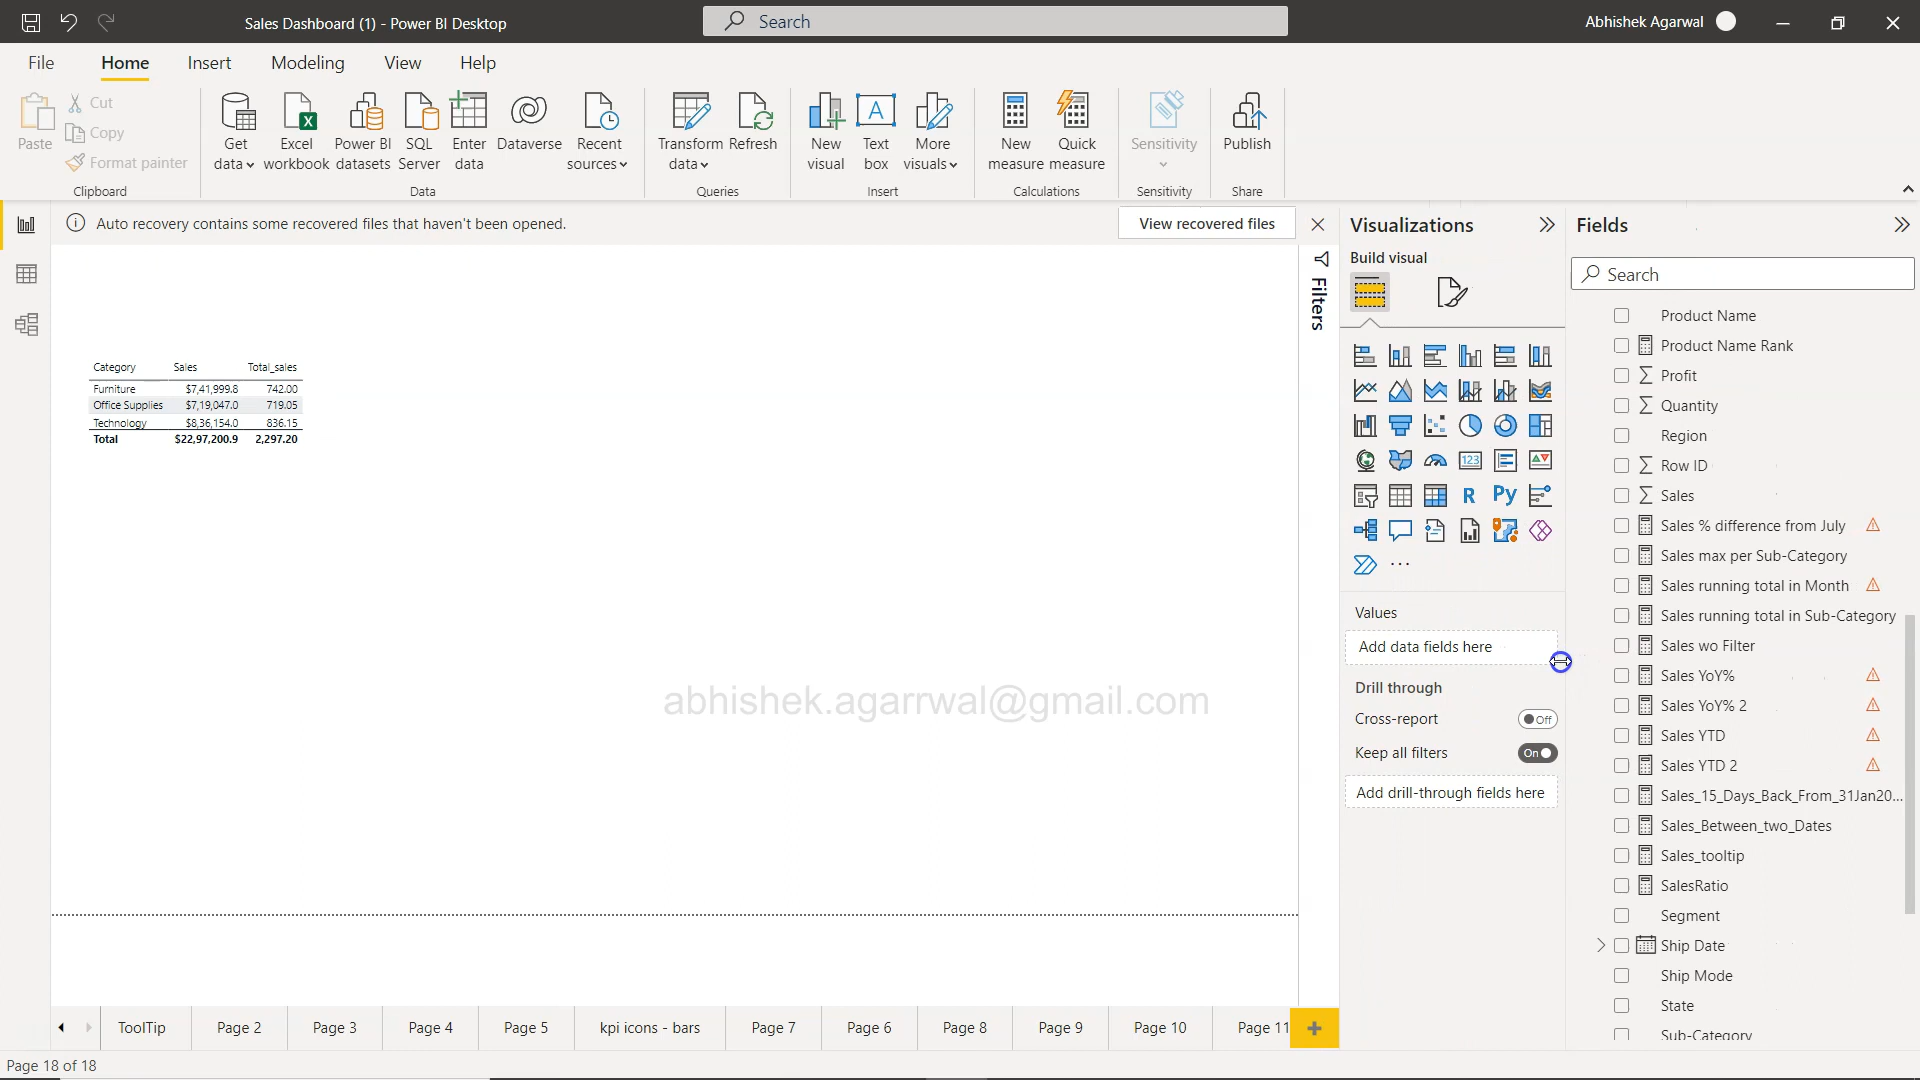 Sales Dashboard (1) - Power BI Desktop
Search
Abhishek Agarwal
File
Home
Insert
Modeling
View
Help
Paste
Cut
Copy
Format painter
Clipboard
Get
data
Excel
workbook
Power BI
datasets
SQL
Server
Enter
data
Dataverse
Recent
sources
Data
Transform
data
Refresh
Queries
New
visual
Text
box
More
visuals
Insert
New
measure
Quick
measure
Calculations
Sensitivity
Sensitivity
Publish
Share
Auto recovery contains some recovered files that haven't been opened.
View recovered files
Category Sales Total_sales
Furniture $7,41,999.8 742.00
Office Supplies $7,19,047.0 719.05
Technology $8,36,154.0 836.15
Total $22,97,200.9 2,297.20
abhishek.agarrwal@gmail.com
Filters
Visualizations
Build visual
123
R
Py
...
Values
Add data fields here
Drill through
Cross-report
Off
Keep all filters
On
Add drill-through fields here
Fields
Search
Product Name
Product Name Rank
Profit
Quantity
Region
Row ID
Sales
Sales % difference from July
Sales max per Sub-Category
Sales running total in Month
Sales running total in Sub-Category
Sales wo Filter
Sales YoY%
Sales YoY% 2
Sales YTD
Sales YTD 2
Sales_15_Days_Back_From_31Jan20...
Sales_Between_two_Dates
Sales_tooltip
SalesRatio
Segment
Ship Date
Ship Mode
State
Sub-Category
ToolTip
Page 2
Page 3
Page 4
Page 5
kpi icons - bars
Page 7
Page 6
Page 8
Page 9
Page 10
Page 11
Page 18 of 18